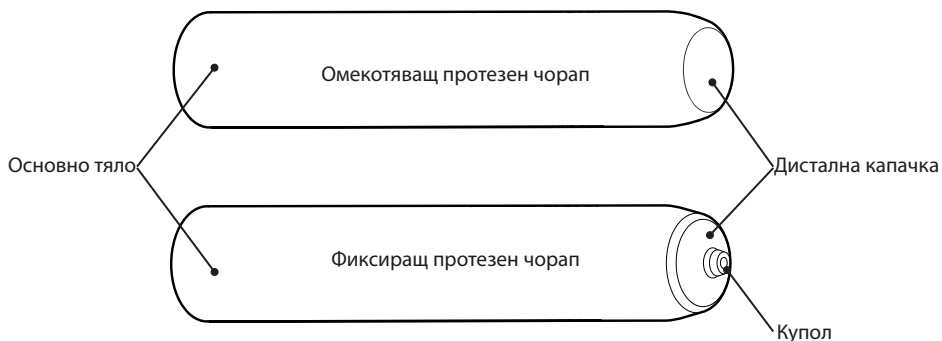 Омекотяващ протезен чорап
Основно тяло
Дистална капачка
Фиксиращ протезен чорап
Купол